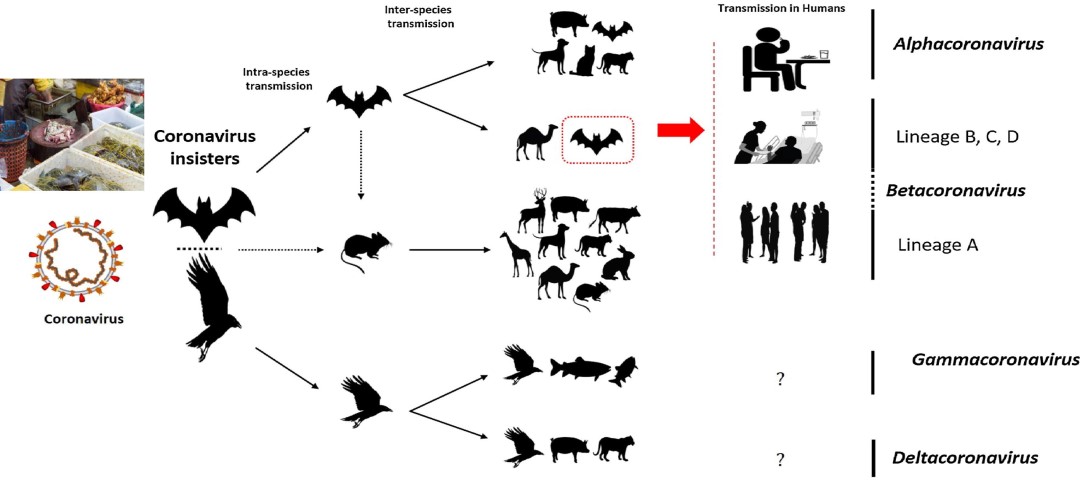 Inter-species
transmission
Transmission in Humans
Alphacoronavirus
Intra-species
transmission
Coronavirus
insisters
Lineage B, C, D
Betacoronavirus
Lineage A
Coronavirus
Gammacoronavirus
?
Deltacoronavirus
?